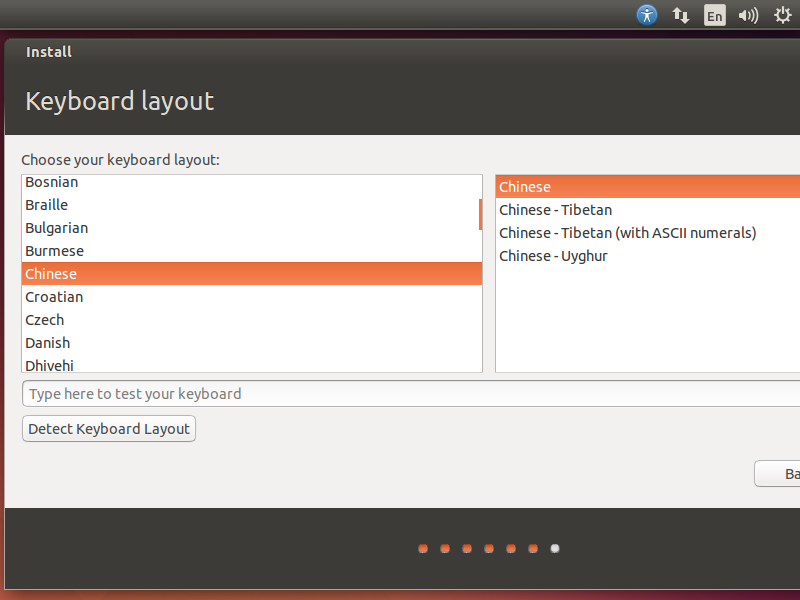 En
Install
Keyboard layout
Choose your keyboard layout:
Bosnian
Braille
Bulgarian
Burmese
Chinese
Croatian
Czech
Danish
Dhivehi
Chinese
Chinese - Tibetan
Chinese - Tibetan (with ASCII numerals)
Chinese - Uyghur
Type here to test your keyboard
Detect Keyboard Layout
Ba